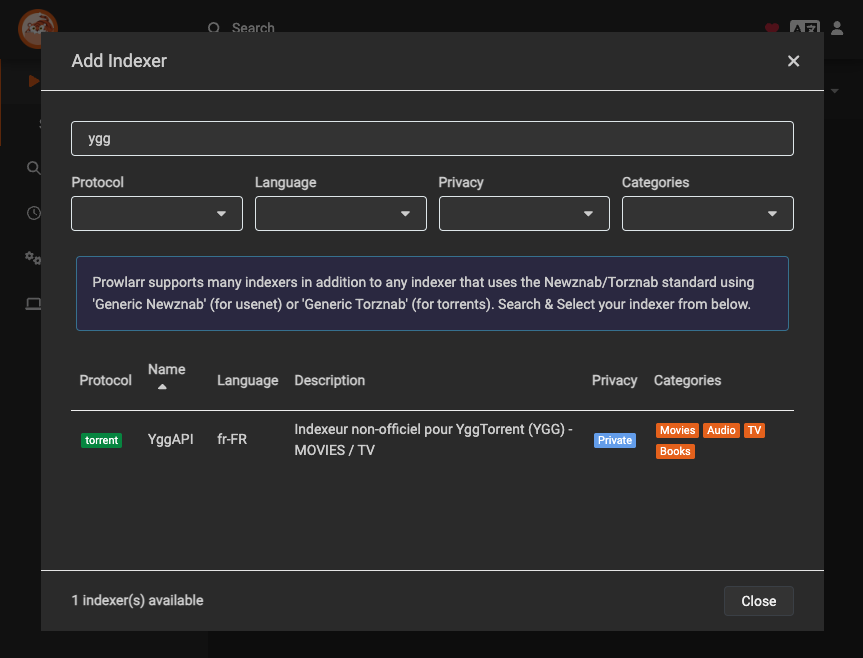 Search
Add Indexer
ygg
Protocol Language Privacy Categories
Prowlarr supports many indexers in addition to any indexer that uses the Newznab/Torznab standard using
'Generic Newznab' (for usenet) or 'Generic Torznab' (for torrents). Search & Select your indexer from below.
Protocol Name Language Description Privacy Categories
torrent YggAPI fr-FR Indexeur non-officiel pour YggTorrent (YGG) - Private Movies Audio TV
MOVIES / TV Books
1 indexer(s) available Close